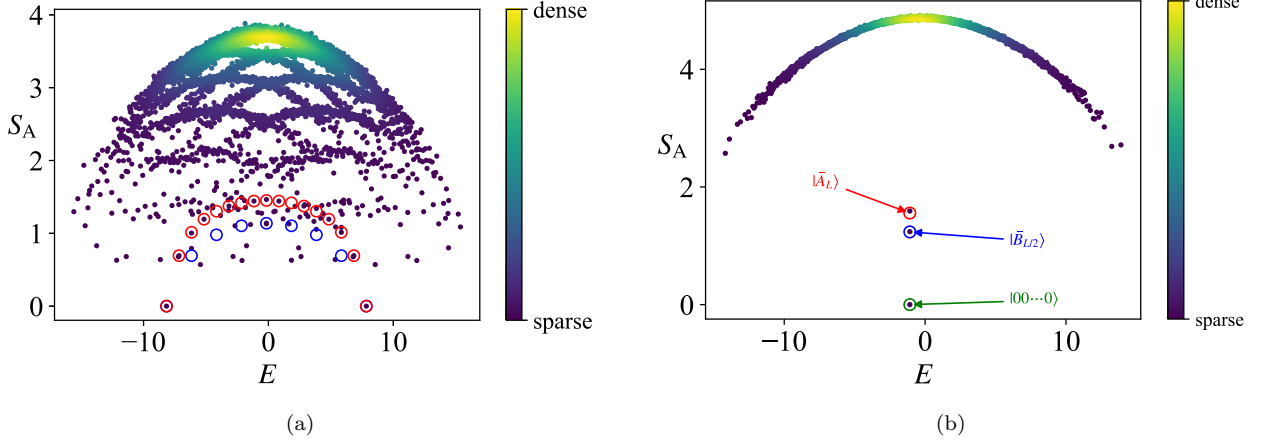 4
3
2
1
0
S_A
−10
0
10
E
dense
sparse
(a)
4
2
0
S_A
−10
0
10
E
|Ā_L⟩
|B̄_{L/2}⟩
|00⋯0⟩
dense
sparse
(b)